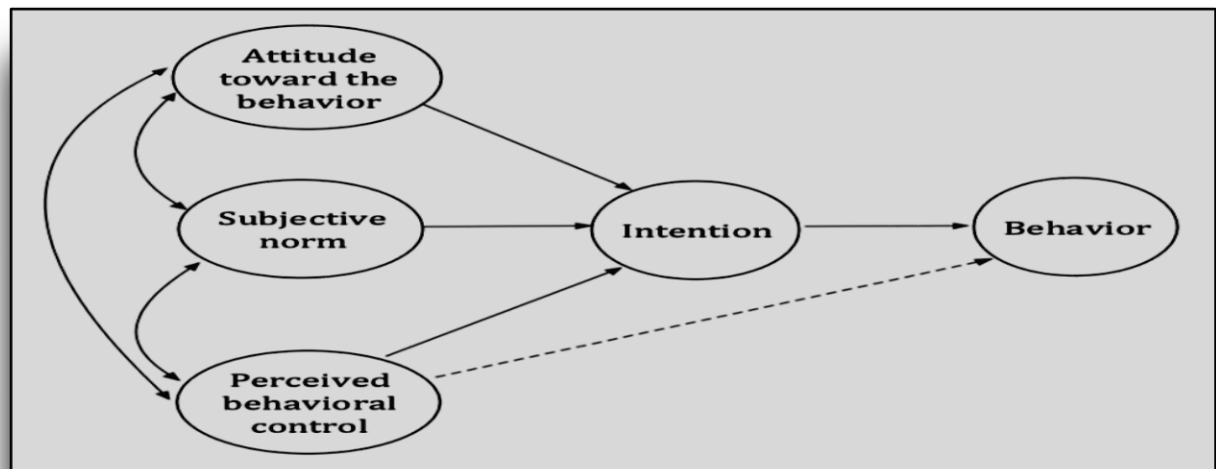 Attitude
toward the
behavior
Subjective
norm
Intention
Behavior
Perceived
behavioral
control